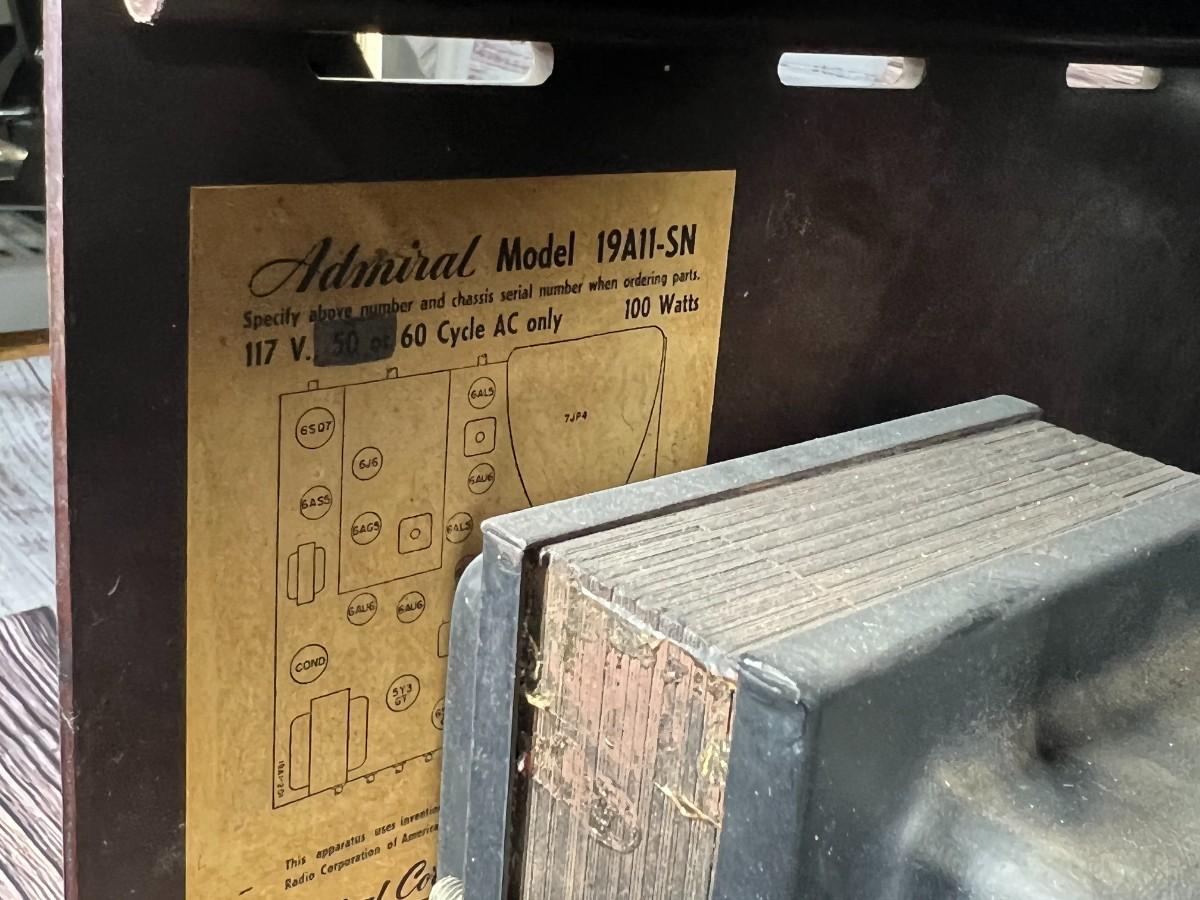 Admiral Model 19A11-SN
Specify above number and chassis serial number when ordering parts.
117 V. 50 or 60 Cycle AC only 100 Watts
6AL5
7JP4
6SQ7
6J6
6AU6
6AS5
6AG5
6AL5
6AU6
6AU6
COND
5Y3
GT
19A1-201
This apparatus uses
Radio Corporation of America